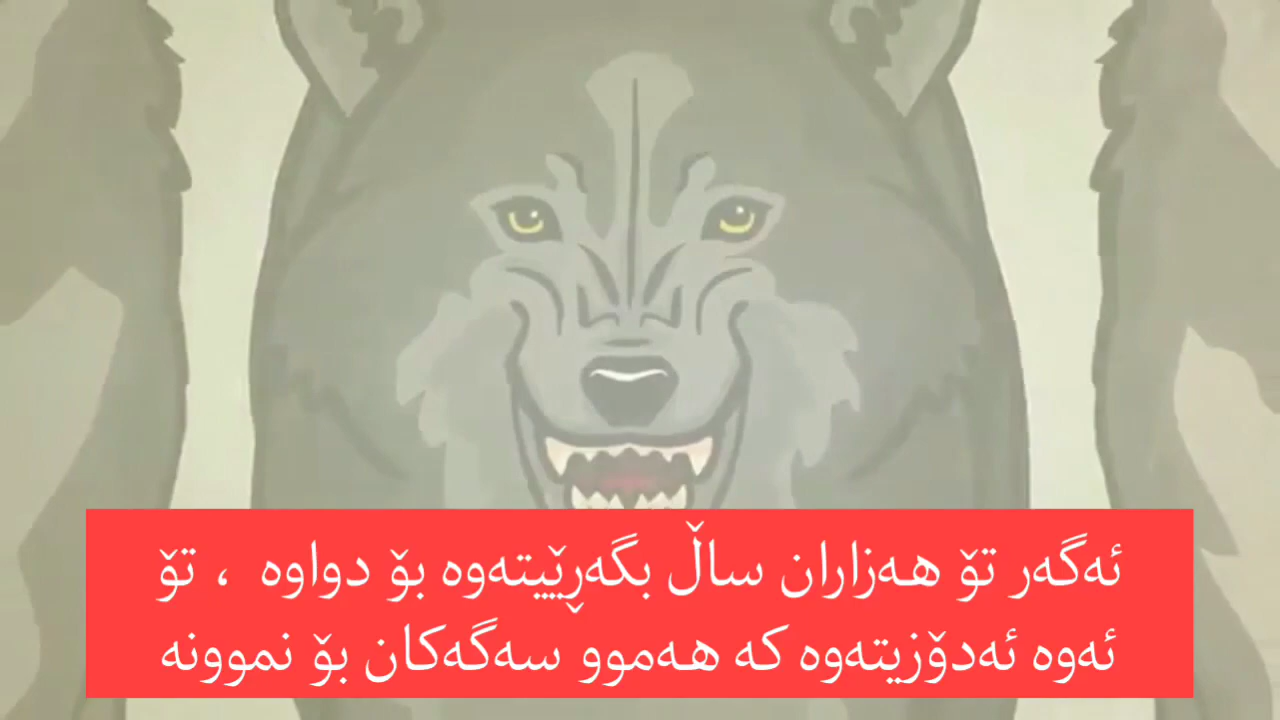 ئەگەر تۆ هەزاران ساڵ بگەڕێیتەوە بۆ دواوە ، تۆ
ئەوە ئەدۆزیتەوە کە هەموو سەگەکان بۆ نموونە